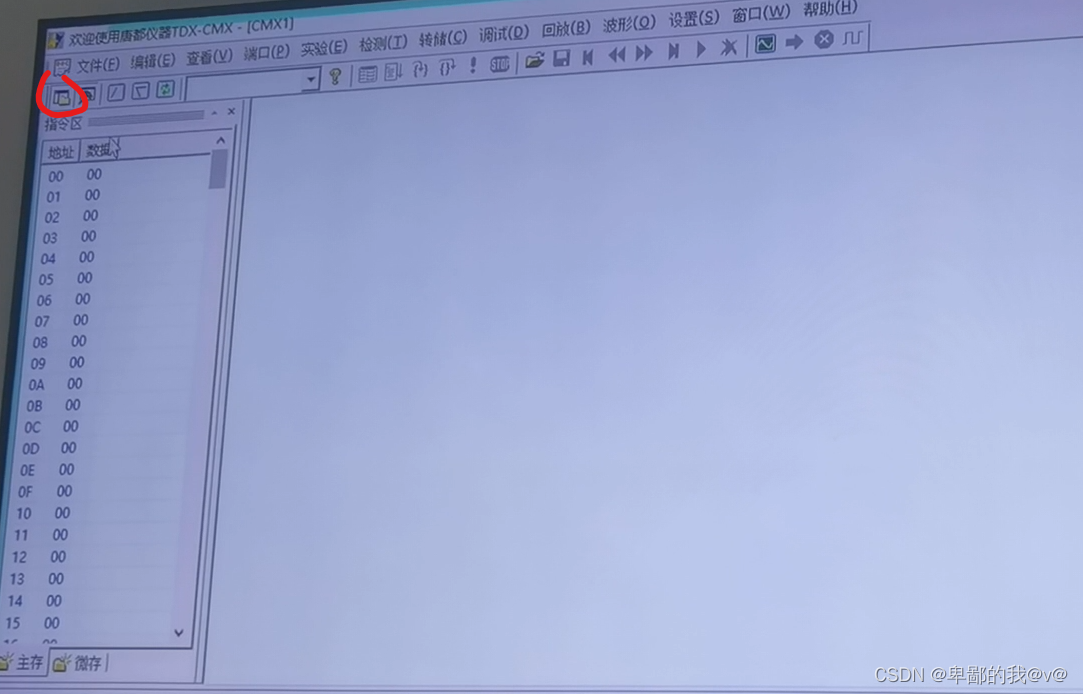 欢迎使用唐都仪器TDX-CMX - [CMX1]
文件(F) 编辑(E) 查看(V) 端口(P) 实验(E) 检测(T) 转储(C) 调试(D) 回放(B) 波形(O) 设置(S) 窗口(W) 帮助(H)
指令区
地址 数据
00 00
01 00
02 00
03 00
04 00
05 00
06 00
07 00
08 00
09 00
0A 00
0B 00
0C 00
0D 00
0E 00
0F 00
10 00
11 00
12 00
13 00
14 00
15 00
主存 微存
CSDN @卑鄙的我@v@